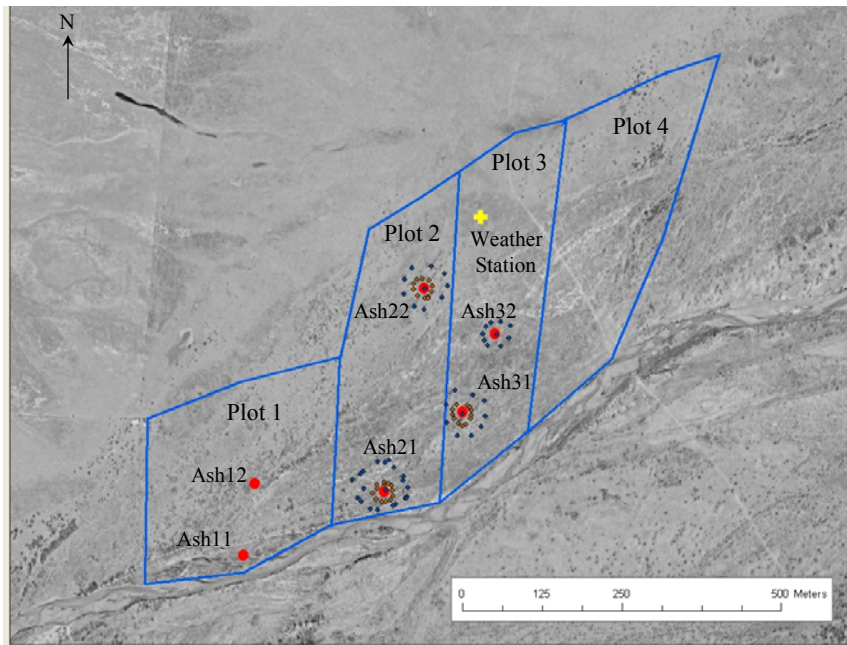 N
Plot 4
Plot 3
Plot 2
Weather
Station
Ash22
Ash32
Ash31
Plot 1
Ash21
Ash12
Ash11
0 125 250 500 Meters